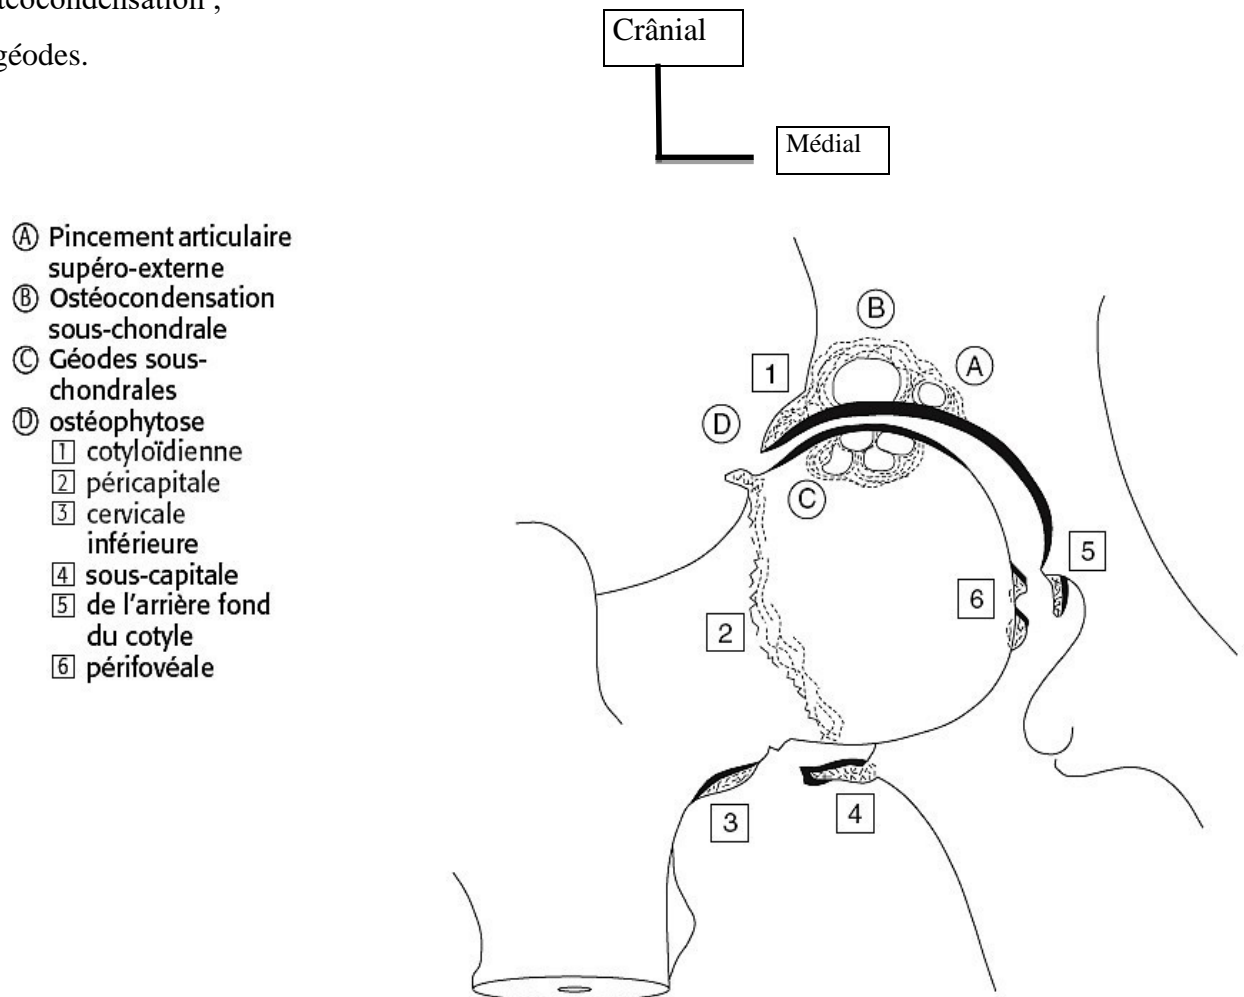 géodes.
Crânial
Médial
Ⓐ Pincement articulaire
supéro-externe
Ⓑ Ostéocondensation
sous-chondrale
Ⓒ Géodes sous-
chondrales
Ⓓ ostéophytose
1 cotyloïdienne
2 péricapitale
3 cervicale
inférieure
4 sous-capitale
5 de l'arrière fond
du cotyle
6 périfovéale
B
A
1
D
C
5
6
2
3
4